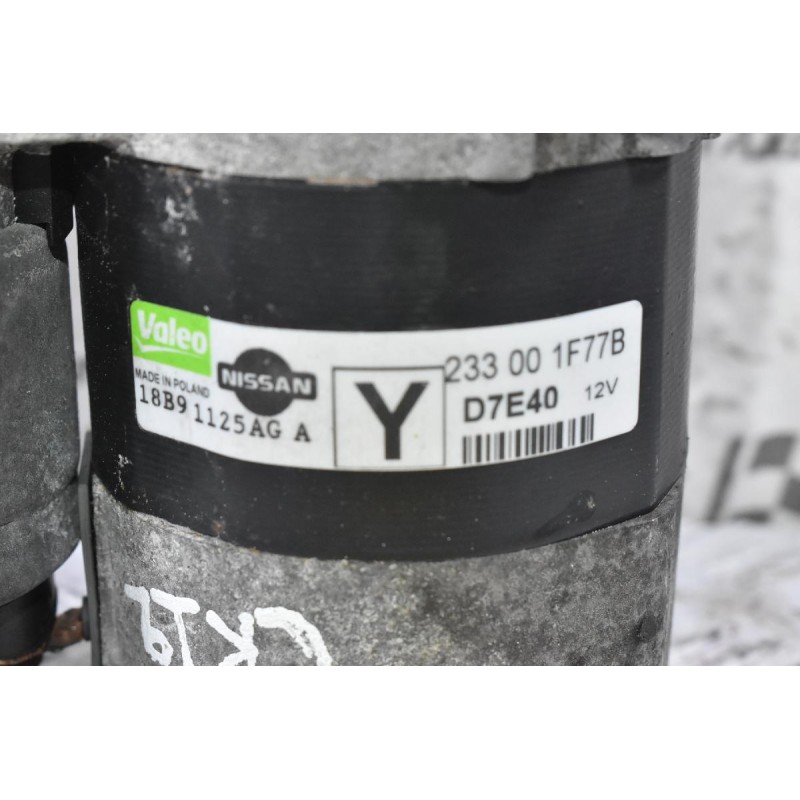 Valeo
MADE IN POLAND
NISSAN
18B9 1125AG A
Y
233 00 1F77B
D7E40 12V